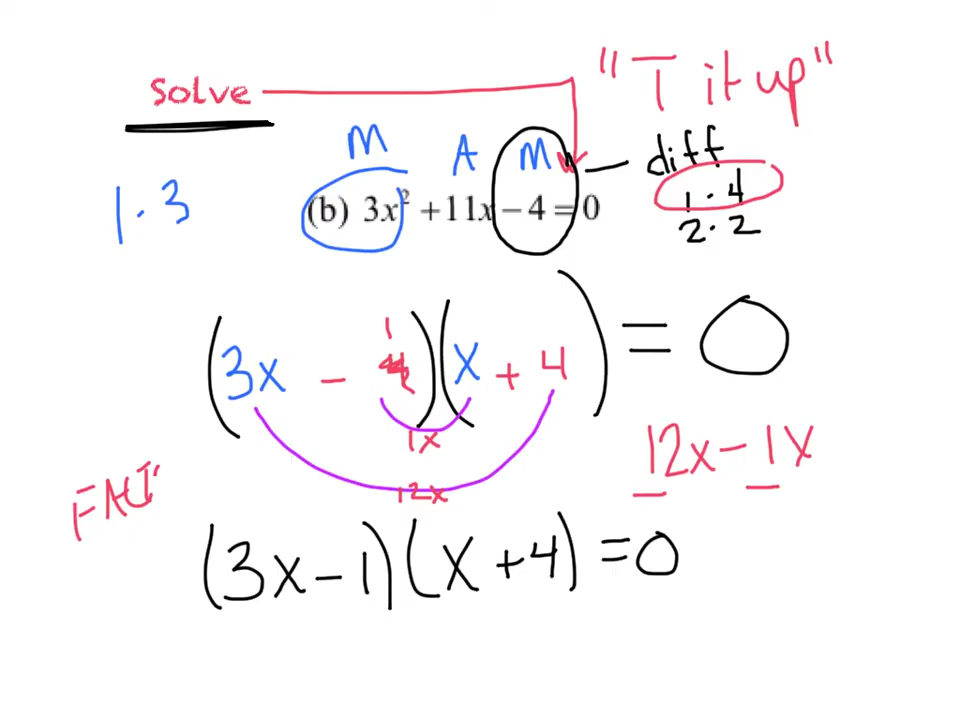 "T it up"
Solve
M A M diff
1 · 3
(b) 3x² + 11x − 4 = 0
1 · 4
2 · 2
(3x − 1)(x + 4) = 0
1x
12x − 1x
12x
FACT
(3x − 1)(x + 4) = 0